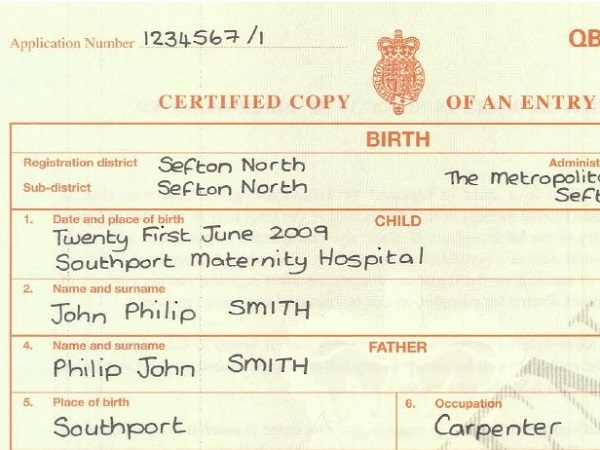 Application Number 1234567/1
QB
CERTIFIED COPY OF AN ENTRY
BIRTH
Registration district Sefton North
Administ
Sub-district Sefton North
The Metropolit
Seft
1. Date and place of birth CHILD
Twenty First June 2009
Southport Maternity Hospital
2. Name and surname
John Philip SMITH
4. Name and surname FATHER
Philip John SMITH
5. Place of birth
Southport
6. Occupation
Carpenter